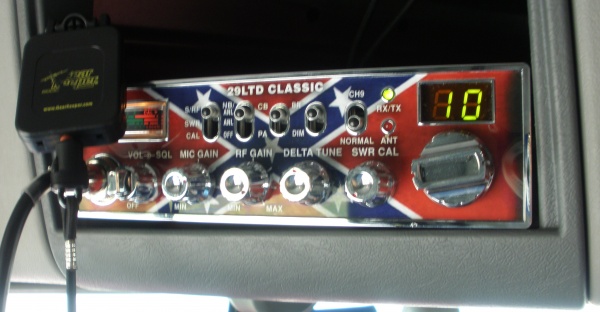 29LTD CLASSIC
S/RF NB/ANL CB BR CH9
SWR ANL RX/TX
CAL OFF PA DIM NORMAL ANT
VOL SQL MIC GAIN RF GAIN DELTA TUNE SWR CAL
OFF MIN MIN MAX
10